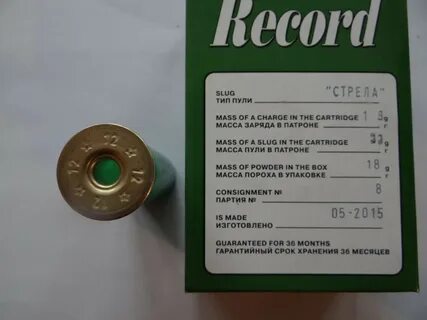 Record
SLUG
ТИП ПУЛИ "СТРЕЛА"
MASS OF A CHARGE IN THE CARTRIDGE
МАССА ЗАРЯДА В ПАТРОНЕ г
MASS OF A SLUG IN THE CARTRIDGE g
МАССА ПУЛИ В ПАТРОНЕ г
MASS OF POWDER IN THE BOX 18 g
МАССА ПОРОХА В УПАКОВКЕ г
CONSIGNMENT № 8
ПАРТИЯ №
IS MADE 05-2015
ИЗГОТОВЛЕНО
GUARANTEED FOR 36 MONTHS
ГАРАНТИЙНЫЙ СРОК ХРАНЕНИЯ 36 МЕСЯЦЕВ
12
12
12
12